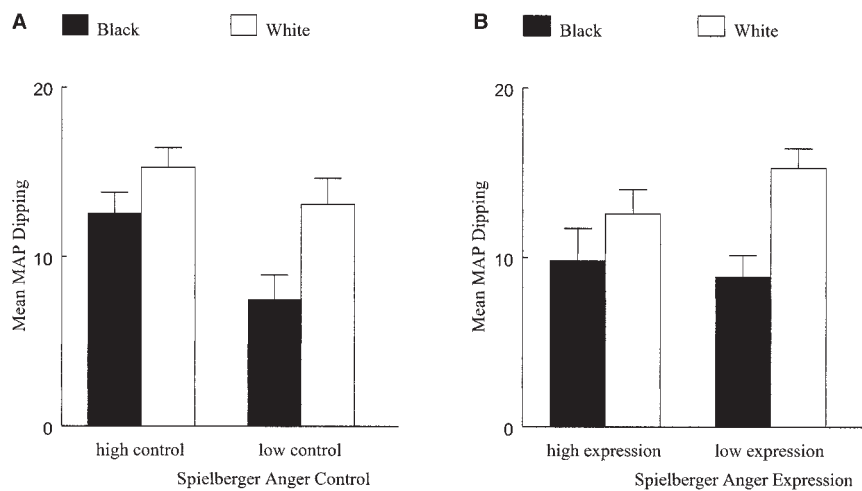 A
Black
White
20
10
0
Mean MAP Dipping
high control
low control
Spielberger Anger Control
B
Black
White
20
10
0
Mean MAP Dipping
high expression
low expression
Spielberger Anger Expression